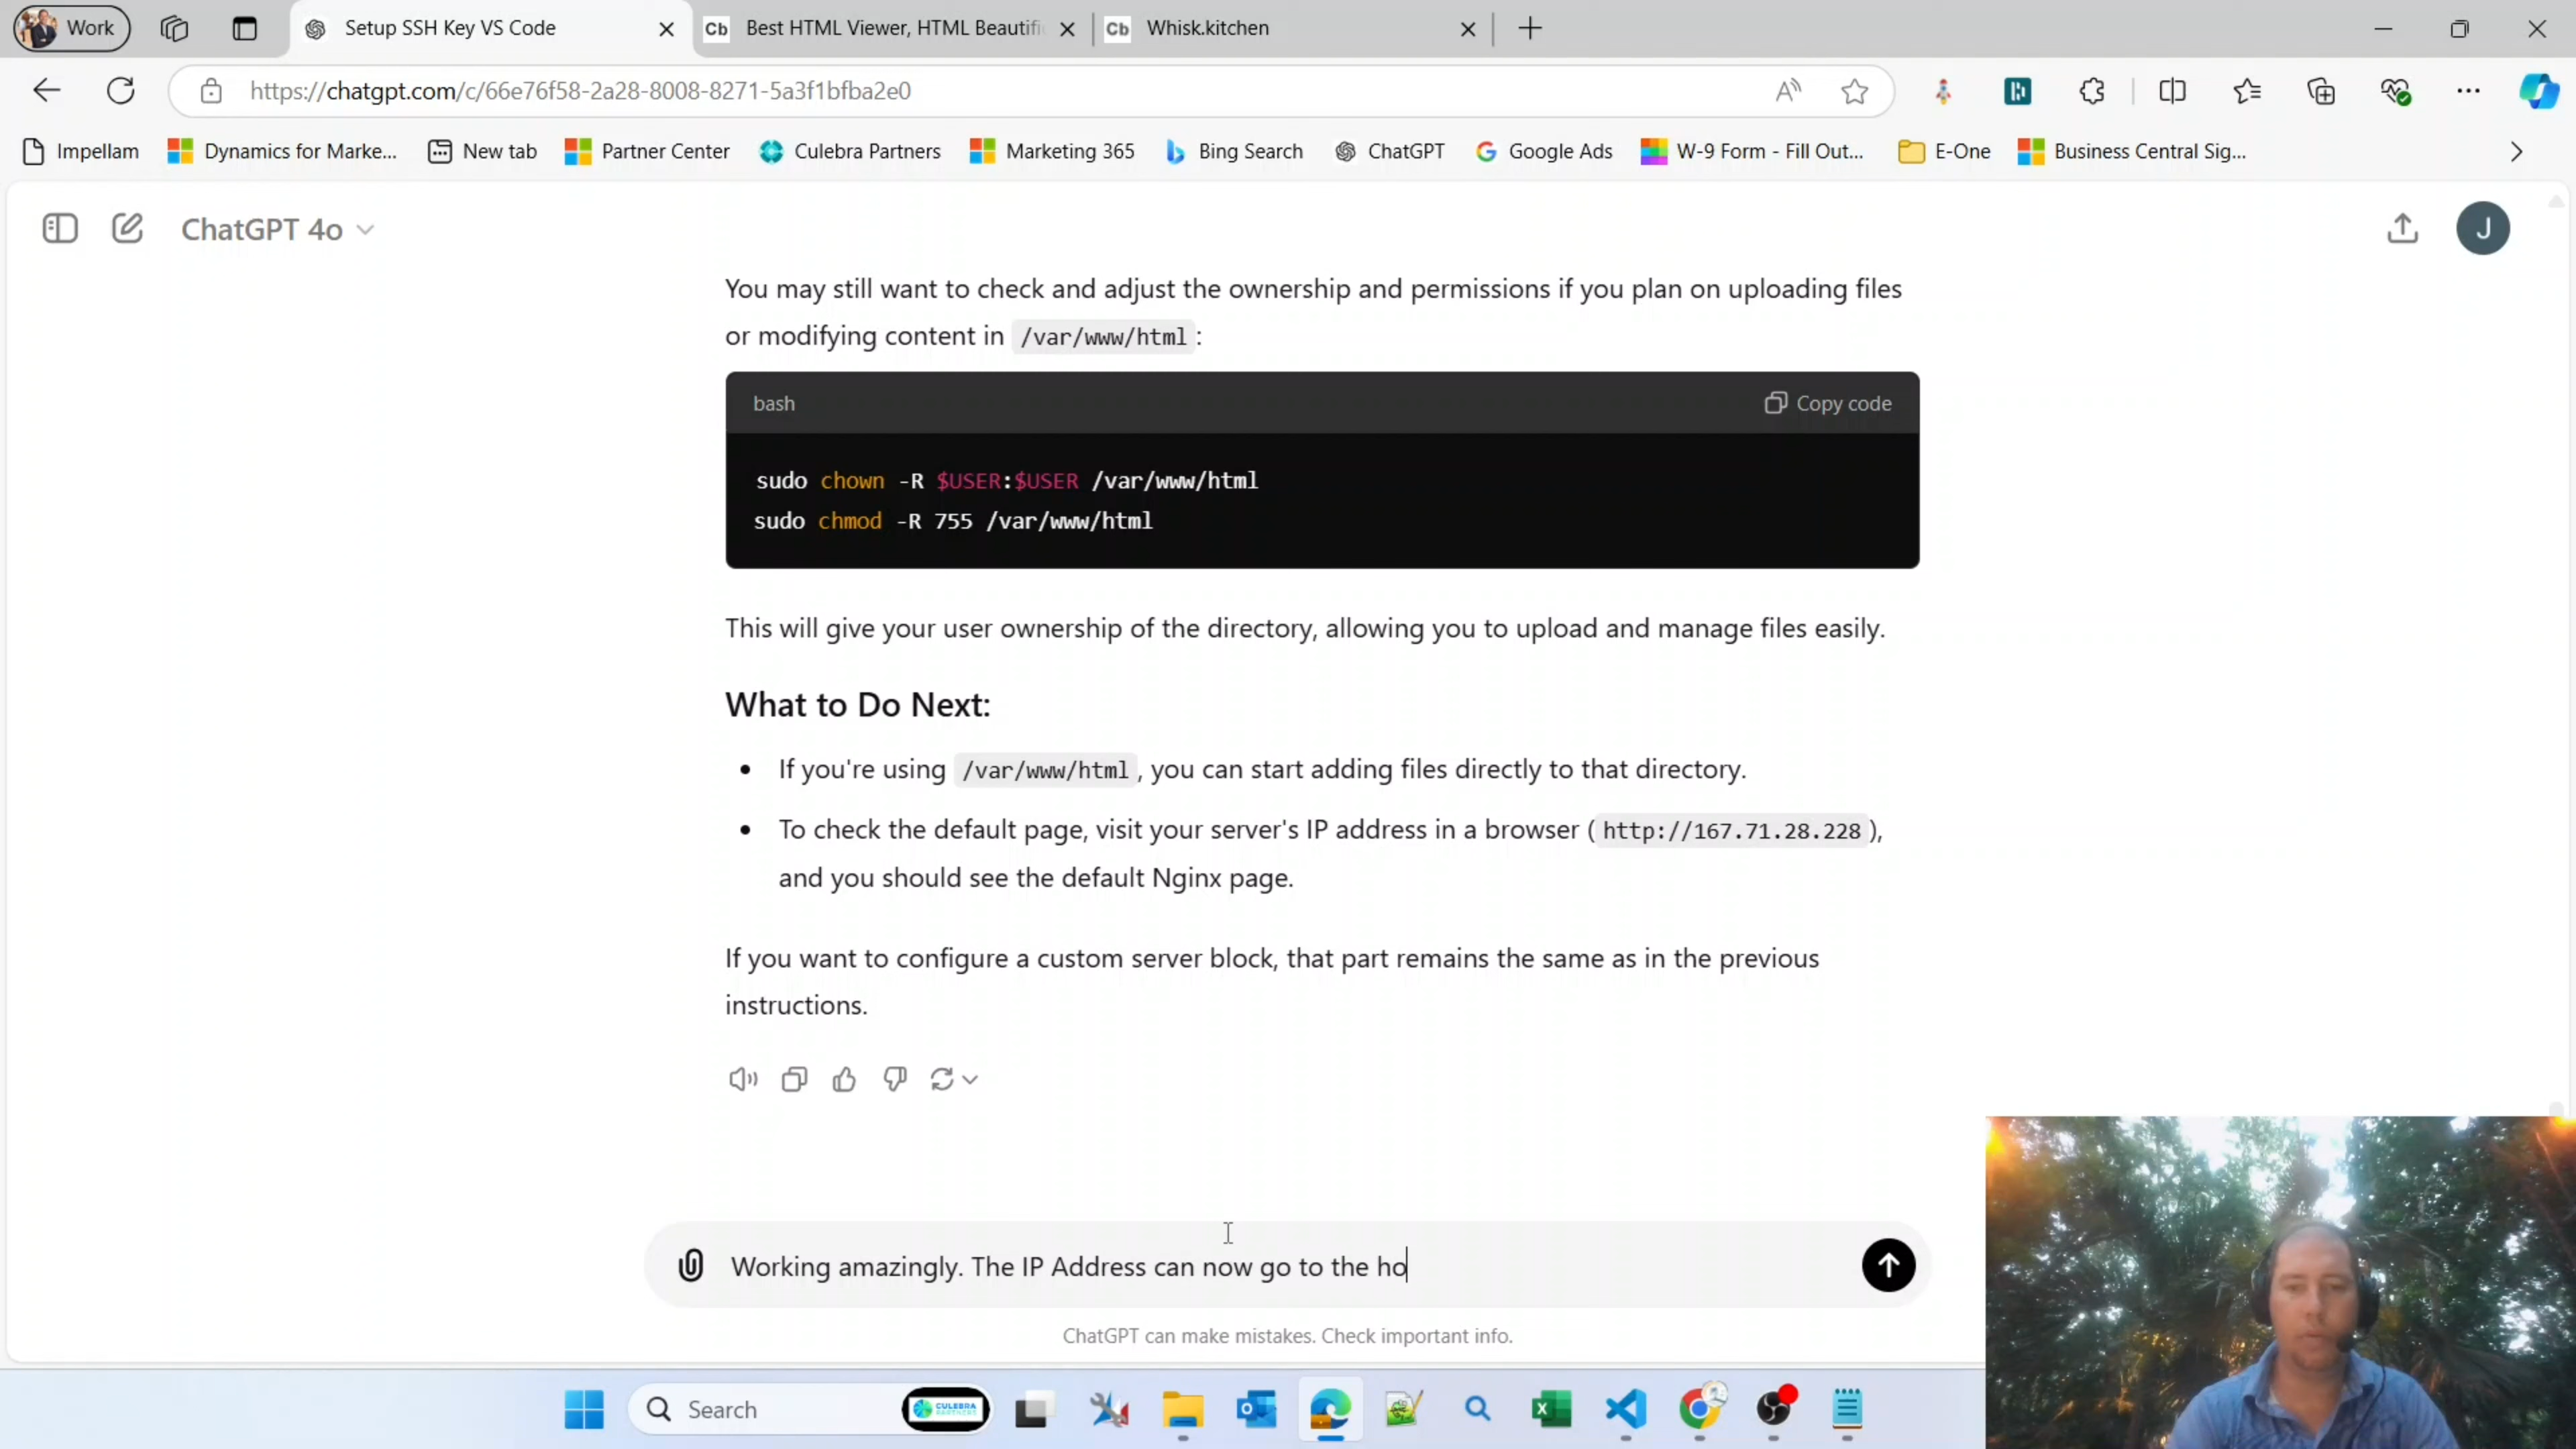 Work
Setup SSH Key VS Code
Cb Best HTML Viewer, HTML Beautifi
Cb Whisk.kitchen
https://chatgpt.com/c/66e76f58-2a28-8008-8271-5a3f1bfba2e0
Impellam
Dynamics for Marke...
New tab
Partner Center
Culebra Partners
Marketing 365
Bing Search
ChatGPT
Google Ads
W-9 Form - Fill Out...
E-One
Business Central Sig...
ChatGPT 4o
J
You may still want to check and adjust the ownership and permissions if you plan on uploading files
or modifying content in /var/www/html :
bash
Copy code
sudo chown -R $USER:$USER /var/www/html
sudo chmod -R 755 /var/www/html
This will give your user ownership of the directory, allowing you to upload and manage files easily.
What to Do Next:
• If you're using /var/www/html , you can start adding files directly to that directory.
• To check the default page, visit your server's IP address in a browser ( http://167.71.28.228 ),
and you should see the default Nginx page.
If you want to configure a custom server block, that part remains the same as in the previous
instructions.
Working amazingly. The IP Address can now go to the ho
ChatGPT can make mistakes. Check important info.
Search
CULEBRA
PARTNERS